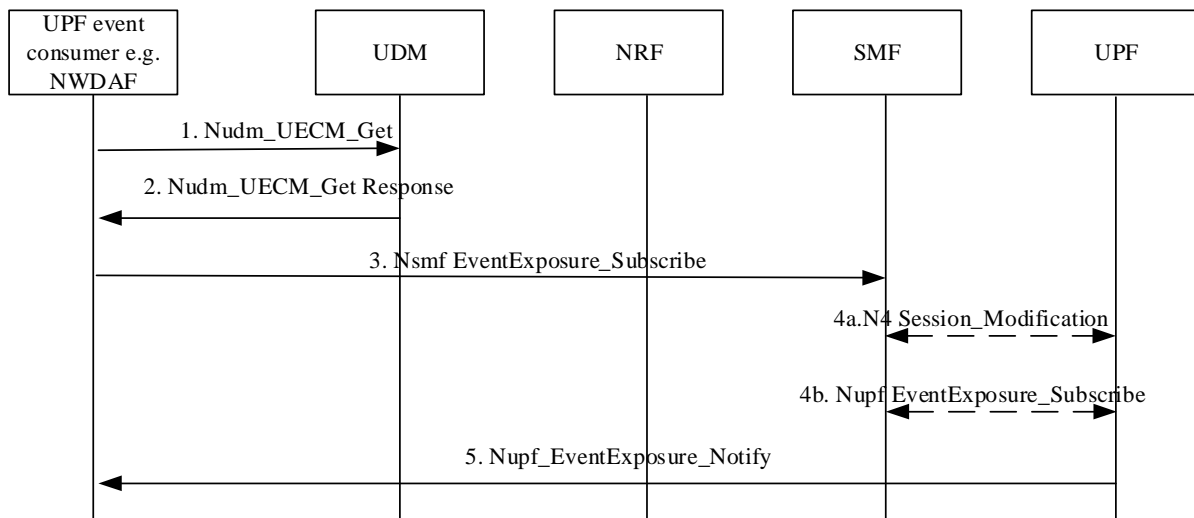 UPF event
consumer e.g.
NWDAF
UDM
NRF
SMF
UPF
1. Nudm_UECM_Get
2. Nudm_UECM_Get Response
3. Nsmf EventExposure_Subscribe
4a.N4 Session_Modification
4b. Nupf EventExposure_Subscribe
5. Nupf_EventExposure_Notify